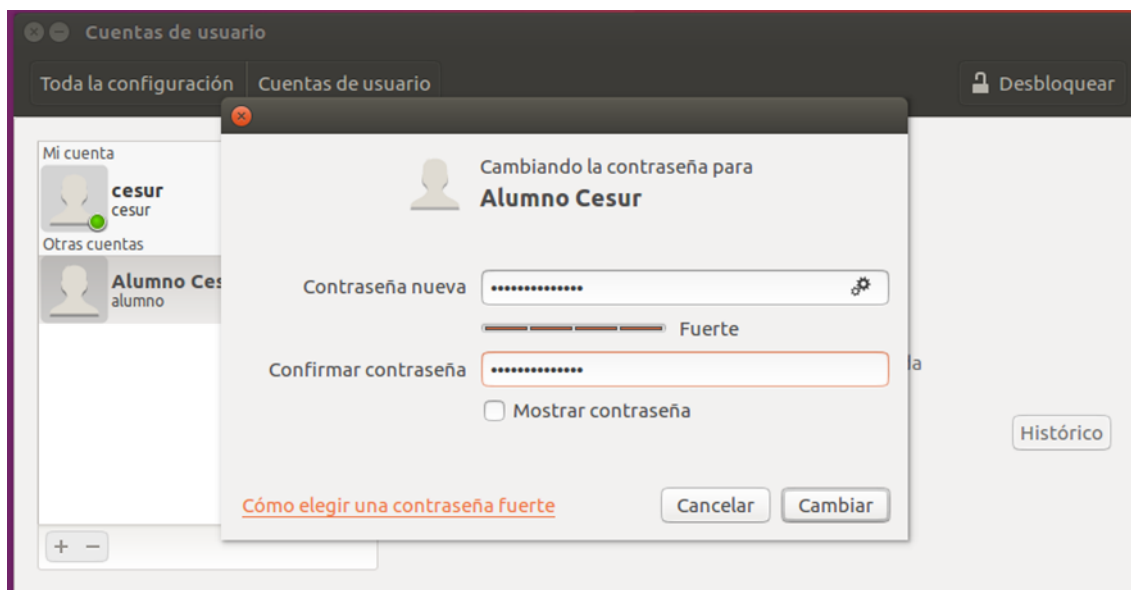 Cuentas de usuario
Toda la configuración Cuentas de usuario Desbloquear
Mi cuenta
cesur
cesur
Otras cuentas
Alumno Ces
alumno
Cambiando la contraseña para
Alumno Cesur
Contraseña nueva ••••••••••••••
Fuerte
Confirmar contraseña ••••••••••••••
Mostrar contraseña
la
Histórico
Cómo elegir una contraseña fuerte Cancelar Cambiar
+ −